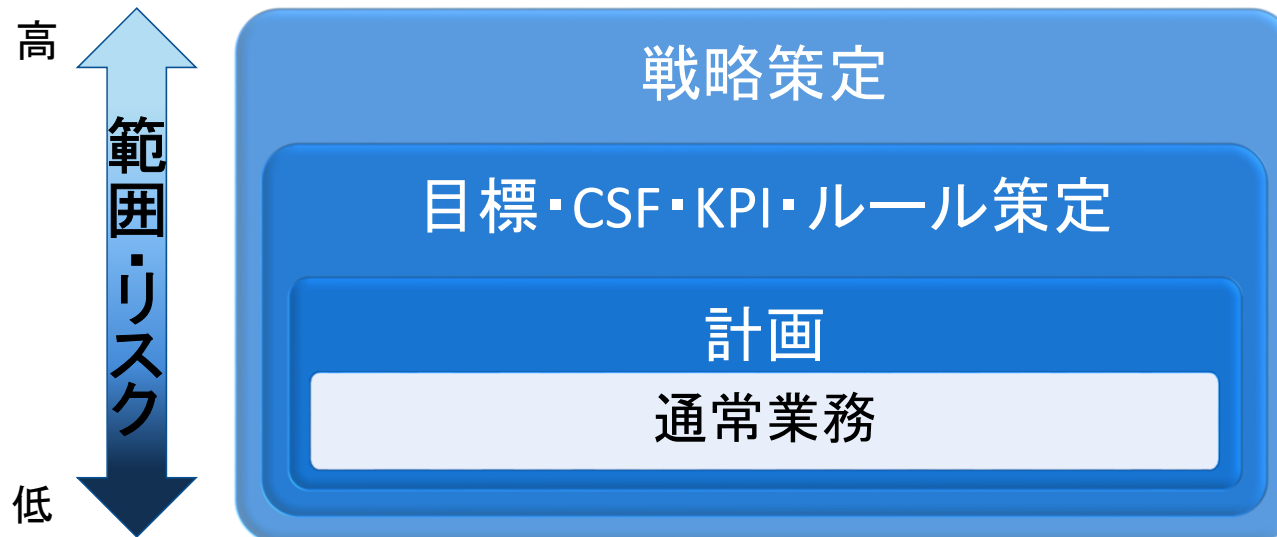 高
範囲・リスク
低
戦略策定
目標・CSF・KPI・ルール策定
計画
通常業務